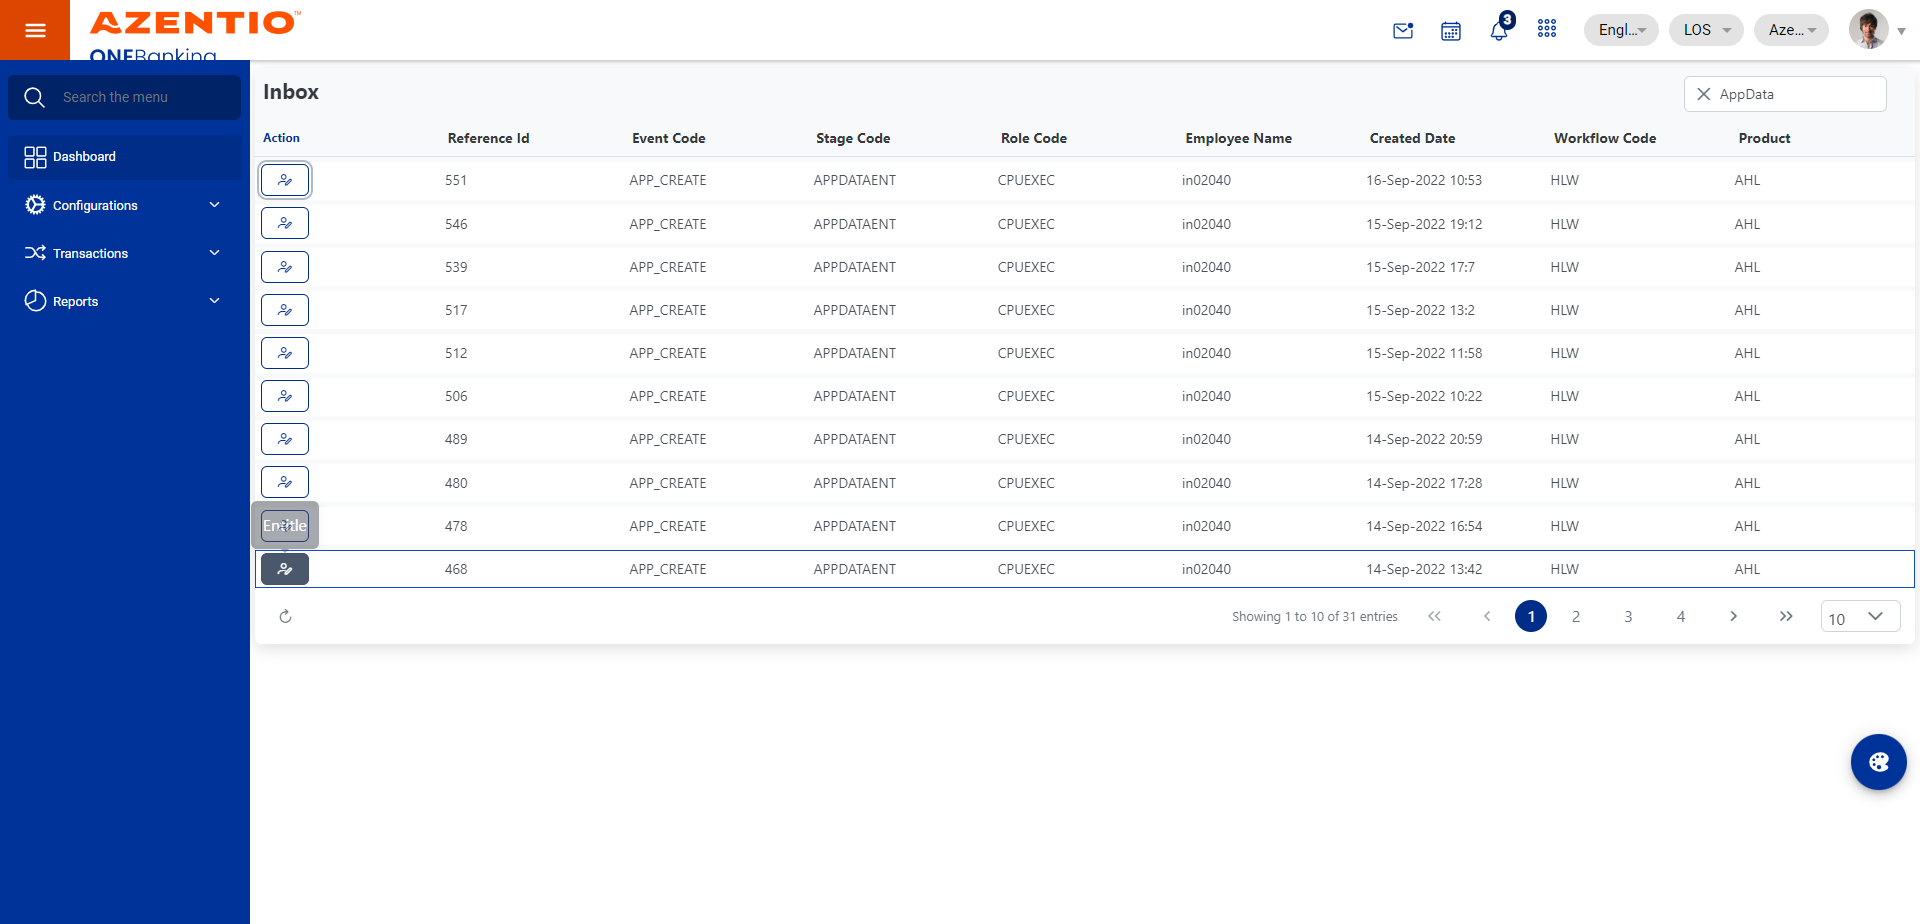 AZENTIO™
ONEBanking
3
Engl...
LOS
Aze...
Search the menu
Dashboard
Configurations
Transactions
Reports
Inbox
AppData
Action Reference Id Event Code Stage Code Role Code Employee Name Created Date Workflow Code Product
551 APP_CREATE APPDATAENT CPUEXEC in02040 16-Sep-2022 10:53 HLW AHL
546 APP_CREATE APPDATAENT CPUEXEC in02040 15-Sep-2022 19:12 HLW AHL
539 APP_CREATE APPDATAENT CPUEXEC in02040 15-Sep-2022 17:7 HLW AHL
517 APP_CREATE APPDATAENT CPUEXEC in02040 15-Sep-2022 13:2 HLW AHL
512 APP_CREATE APPDATAENT CPUEXEC in02040 15-Sep-2022 11:58 HLW AHL
506 APP_CREATE APPDATAENT CPUEXEC in02040 15-Sep-2022 10:22 HLW AHL
489 APP_CREATE APPDATAENT CPUEXEC in02040 14-Sep-2022 20:59 HLW AHL
480 APP_CREATE APPDATAENT CPUEXEC in02040 14-Sep-2022 17:28 HLW AHL
478 APP_CREATE APPDATAENT CPUEXEC in02040 14-Sep-2022 16:54 HLW AHL
468 APP_CREATE APPDATAENT CPUEXEC in02040 14-Sep-2022 13:42 HLW AHL
Showing 1 to 10 of 31 entries
1 2 3 4
10